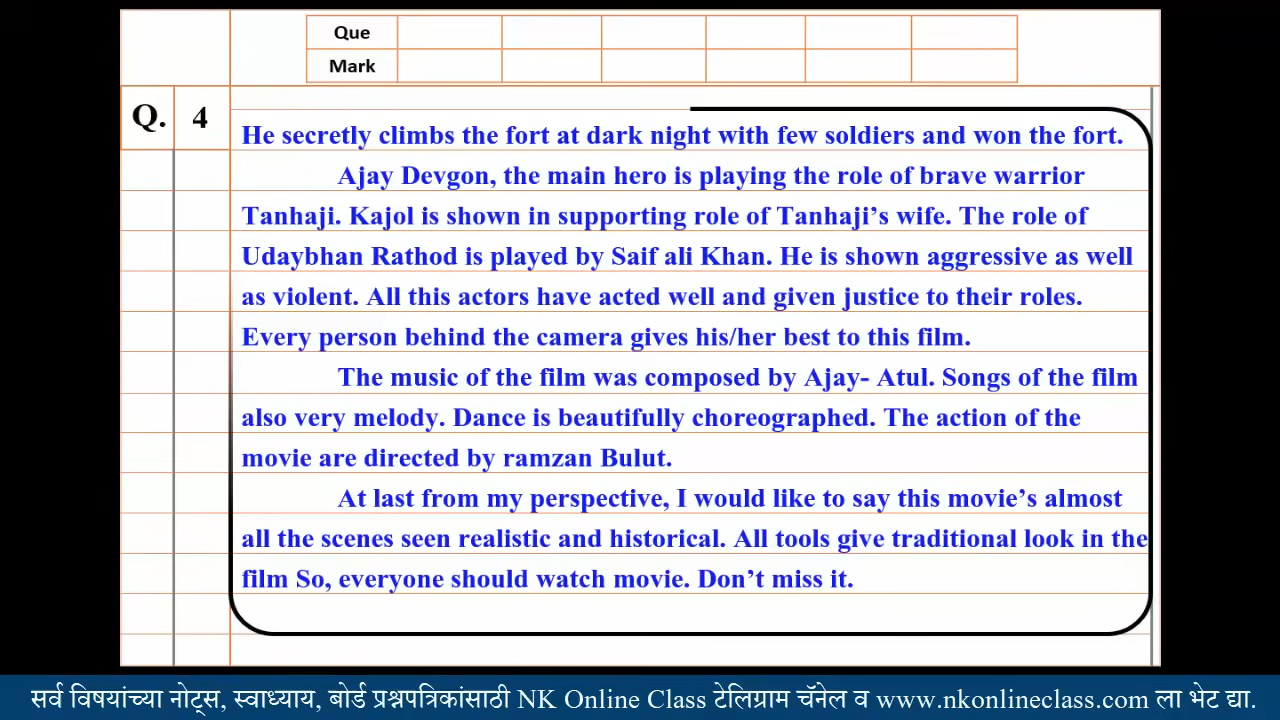 Que
Mark
Q. 4
He secretly climbs the fort at dark night with few soldiers and won the fort.
Ajay Devgon, the main hero is playing the role of brave warrior
Tanhaji. Kajol is shown in supporting role of Tanhaji’s wife. The role of
Udaybhan Rathod is played by Saif ali Khan. He is shown aggressive as well
as violent. All this actors have acted well and given justice to their roles.
Every person behind the camera gives his/her best to this film.
The music of the film was composed by Ajay- Atul. Songs of the film
also very melody. Dance is beautifully choreographed. The action of the
movie are directed by ramzan Bulut.
At last from my perspective, I would like to say this movie’s almost
all the scenes seen realistic and historical. All tools give traditional look in the
film So, everyone should watch movie. Don’t miss it.
सर्व विषयांच्या नोट्स, स्वाध्याय, बोर्ड प्रश्नपत्रिकांसाठी NK Online Class टेलिग्राम चॅनेल व www.nkonlineclass.com ला भेट द्या.